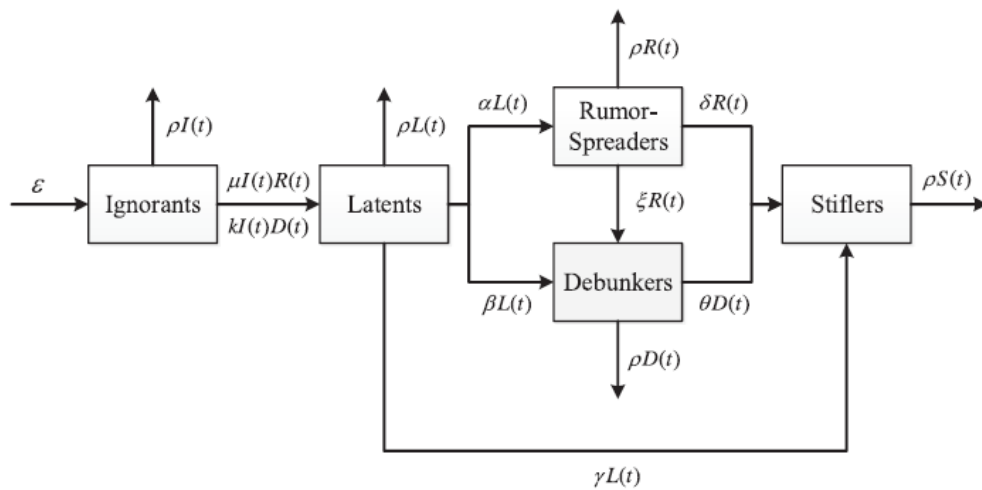 ρR(t)
αL(t)
Rumor-
Spreaders
δR(t)
ρI(t)
ρL(t)
ε
Ignorants
μI(t)R(t)
kI(t)D(t)
Latents
ξR(t)
Stiflers
ρS(t)
βL(t)
Debunkers
θD(t)
ρD(t)
γL(t)